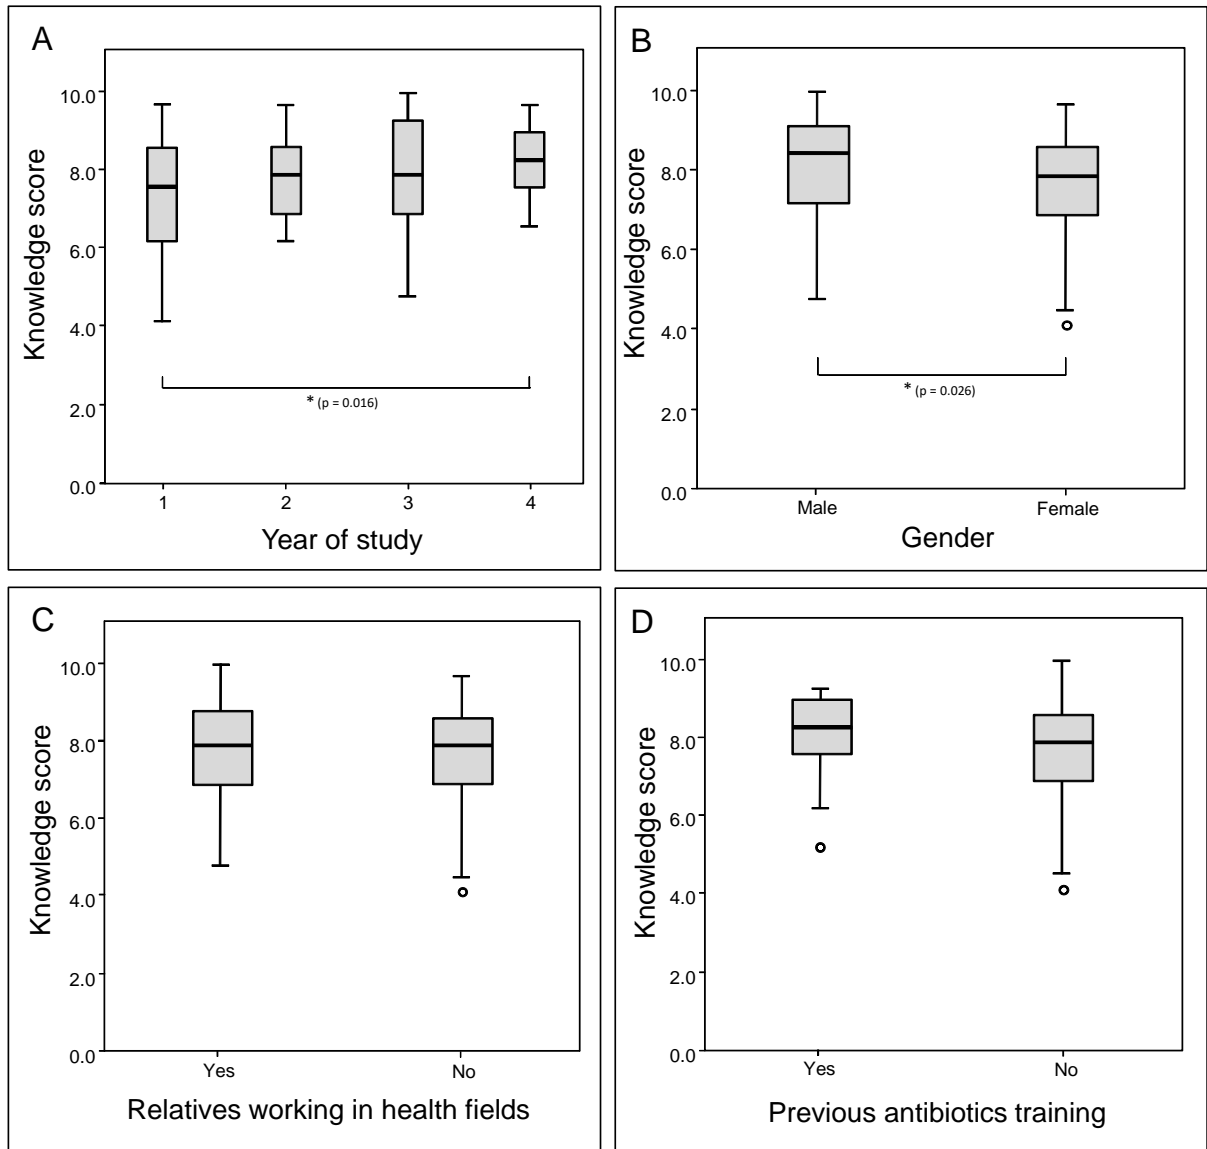 A
10.0
8.0
6.0
4.0
2.0
0.0
Knowledge score
* (p = 0.016)
1 2 3 4
Year of study
B
10.0
8.0
6.0
4.0
2.0
0.0
Knowledge score
* (p = 0.026)
Male Female
Gender
C
10.0
8.0
6.0
4.0
2.0
0.0
Knowledge score
Yes No
Relatives working in health fields
D
10.0
8.0
6.0
4.0
2.0
0.0
Knowledge score
Yes No
Previous antibiotics training